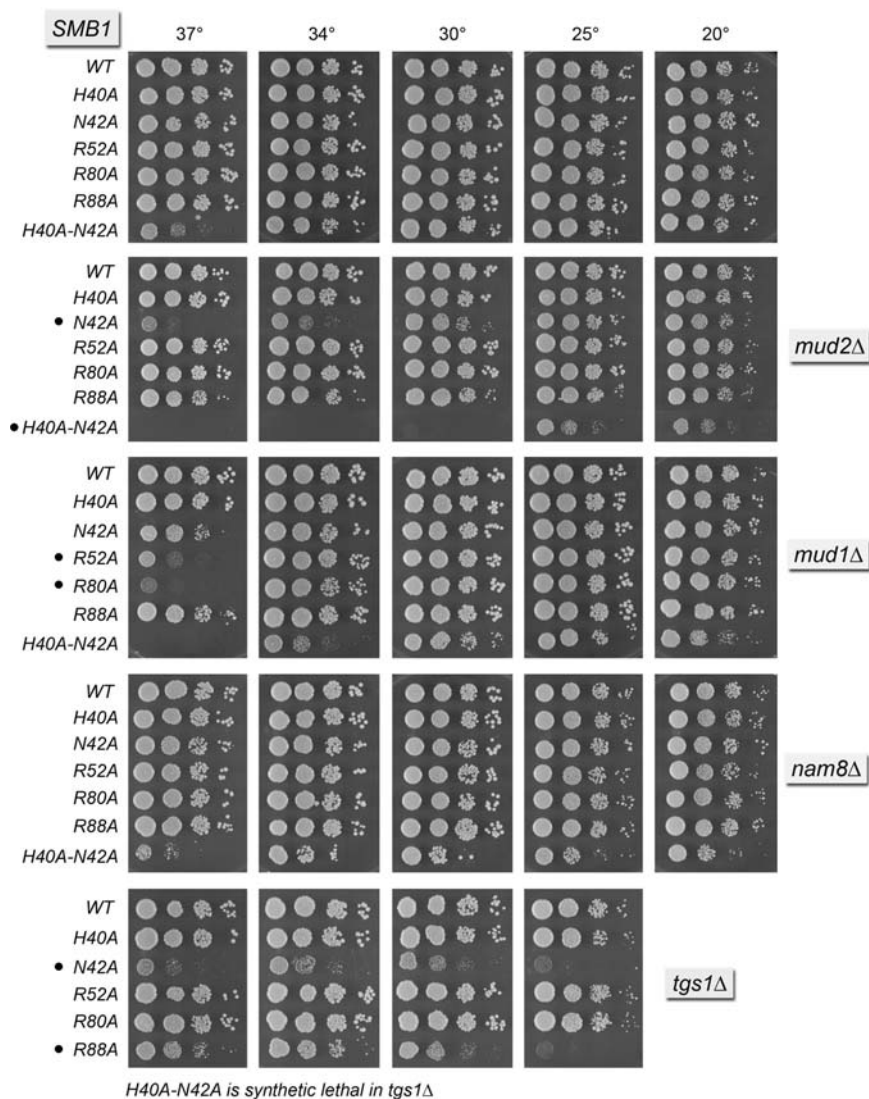 SMB1
37° 34° 30° 25° 20°
WT
H40A
N42A
R52A
R80A
R88A
H40A-N42A
WT
H40A
• N42A
R52A
R80A
R88A
• H40A-N42A
mud2Δ
WT
H40A
N42A
• R52A
• R80A
R88A
H40A-N42A
mud1Δ
WT
H40A
N42A
R52A
R80A
R88A
H40A-N42A
nam8Δ
WT
H40A
• N42A
R52A
R80A
• R88A
tgs1Δ
H40A-N42A is synthetic lethal in tgs1Δ